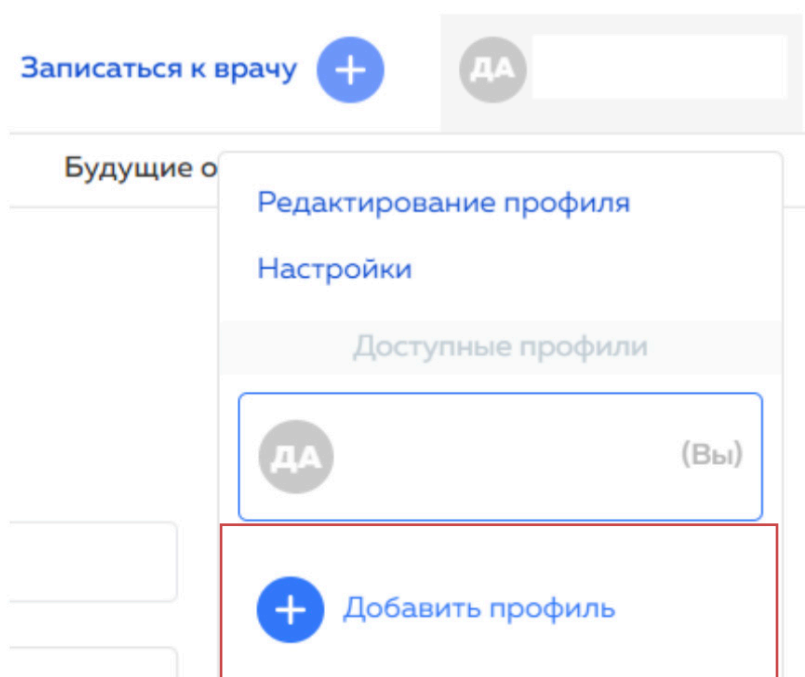 Записаться к врачу +
ДА
Будущие о
Редактирование профиля
Настройки
Доступные профили
ДА (Вы)
+ Добавить профиль